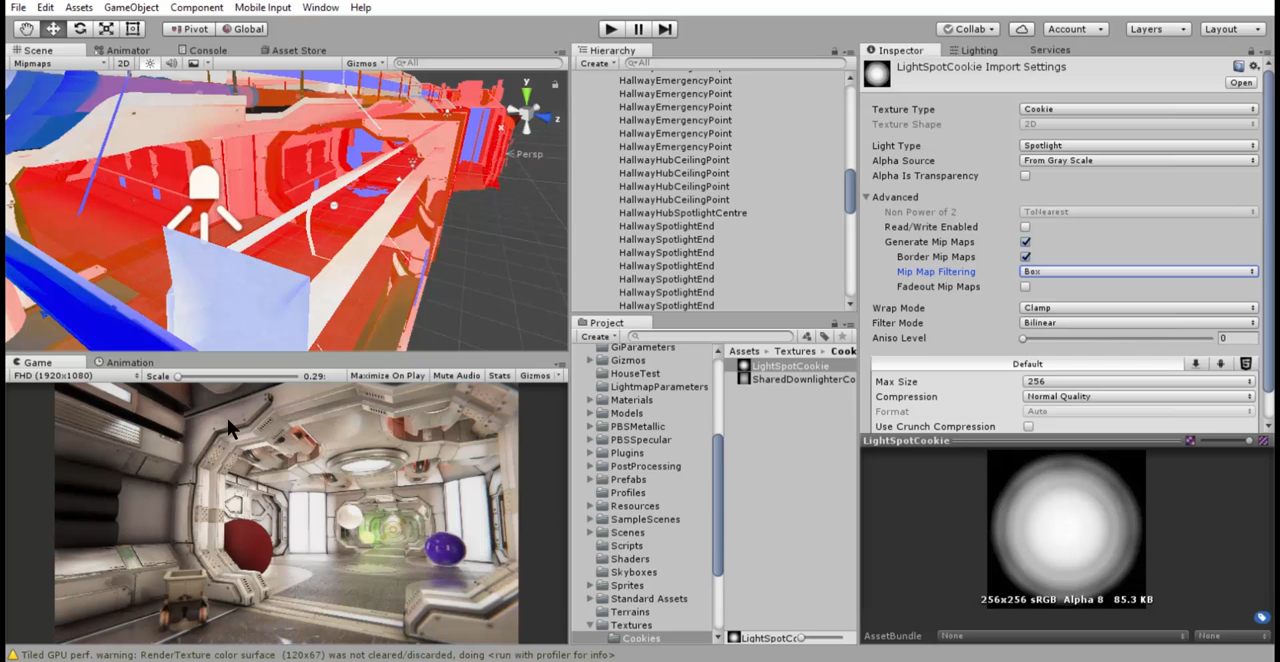 File Edit Assets GameObject Component Mobile Input Window Help
Pivot Global Collab Account Layers Layout
Scene Animator Console Asset Store
Mipmaps 2D Gizmos All
y
x
z
Persp
Game Animation
FHD (1920x1080) Scale 0.29: Maximize On Play Mute Audio Stats Gizmos
Hierarchy
Create All
HallwayEmergencyPoint
HallwayEmergencyPoint
HallwayEmergencyPoint
HallwayEmergencyPoint
HallwayEmergencyPoint
HallwayEmergencyPoint
HallwayHubCeilingPoint
HallwayHubCeilingPoint
HallwayHubCeilingPoint
HallwayHubCeilingPoint
HallwayHubSpotlightCentre
HallwaySpotlightEnd
HallwaySpotlightEnd
HallwaySpotlightEnd
HallwaySpotlightEnd
HallwaySpotlightEnd
HallwaySpotlightEnd
HallwaySpotlightEnd
Project
Create
GIParameters
Gizmos
HouseTest
LightmapParameters
Materials
Models
PBSMetallic
PBSSpecular
Plugins
PostProcessing
Prefabs
Profiles
Resources
SampleScenes
Scenes
Scripts
Shaders
Skyboxes
Sprites
Standard Assets
Terrains
Textures
Cookies
Assets Textures Cook
LightSpotCookie
SharedDownlighterCo
LightSpotCo
Inspector Lighting Services
LightSpotCookie Import Settings
Open
Texture Type Cookie
Texture Shape 2D
Light Type Spotlight
Alpha Source From Gray Scale
Alpha Is Transparency
Advanced
Non Power of 2 ToNearest
Read/Write Enabled
Generate Mip Maps
Border Mip Maps
Mip Map Filtering Box
Fadeout Mip Maps
Wrap Mode Clamp
Filter Mode Bilinear
Aniso Level 0
Default
Max Size 256
Compression Normal Quality
Format Auto
Use Crunch Compression
LightSpotCookie
256x256 sRGB Alpha 8 85.3 KB
AssetBundle None None
Tiled GPU perf. warning: RenderTexture color surface (120x67) was not cleared/discarded, doing <run with profiler for info>